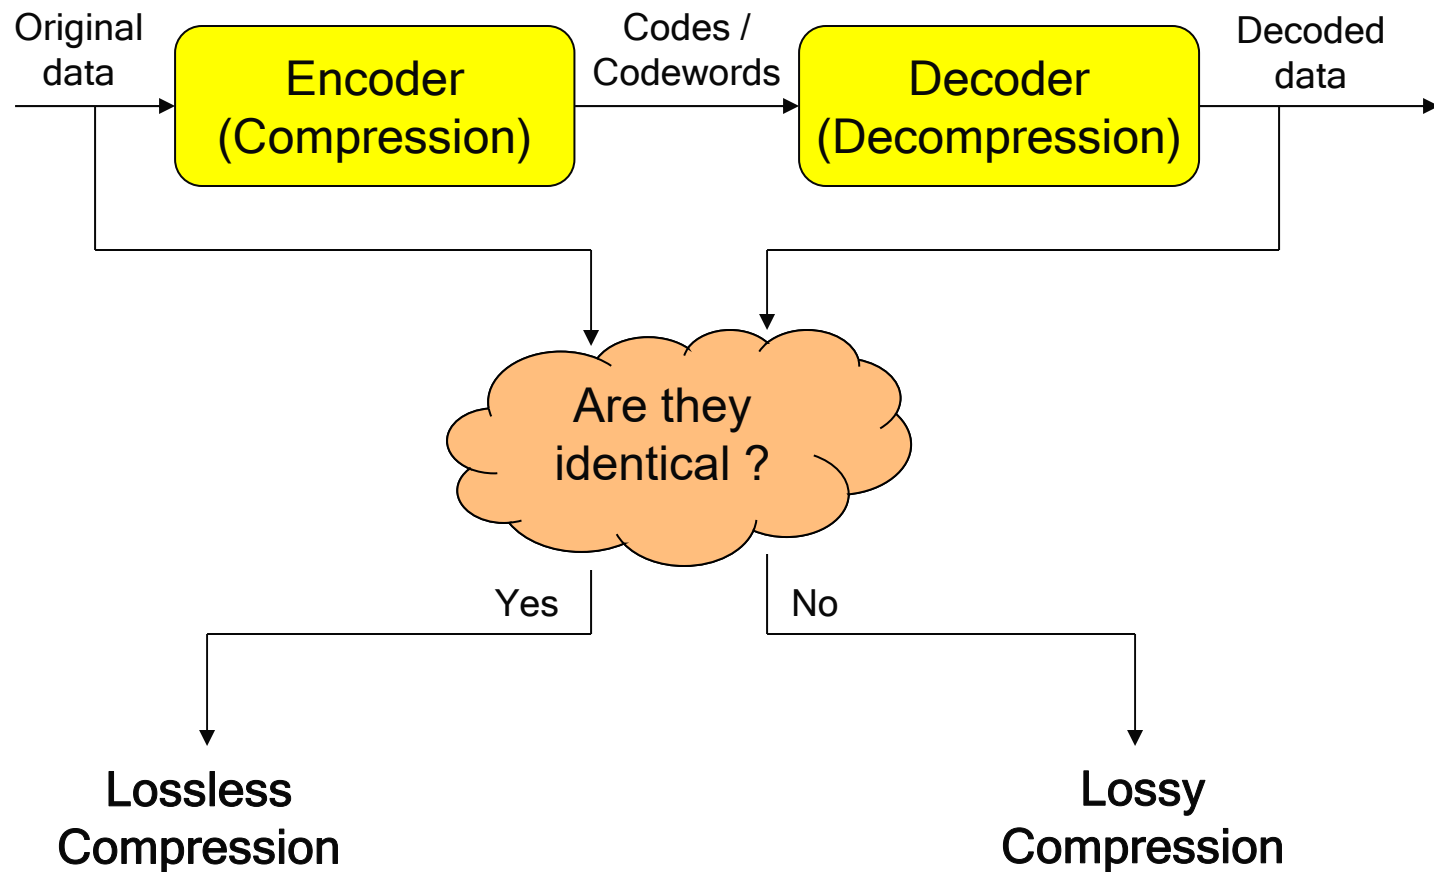 Original
data
Encoder
(Compression)
Codes /
Codewords
Decoder
(Decompression)
Decoded
data
Are they
identical ?
Yes
No
Lossless
Compression
Lossy
Compression